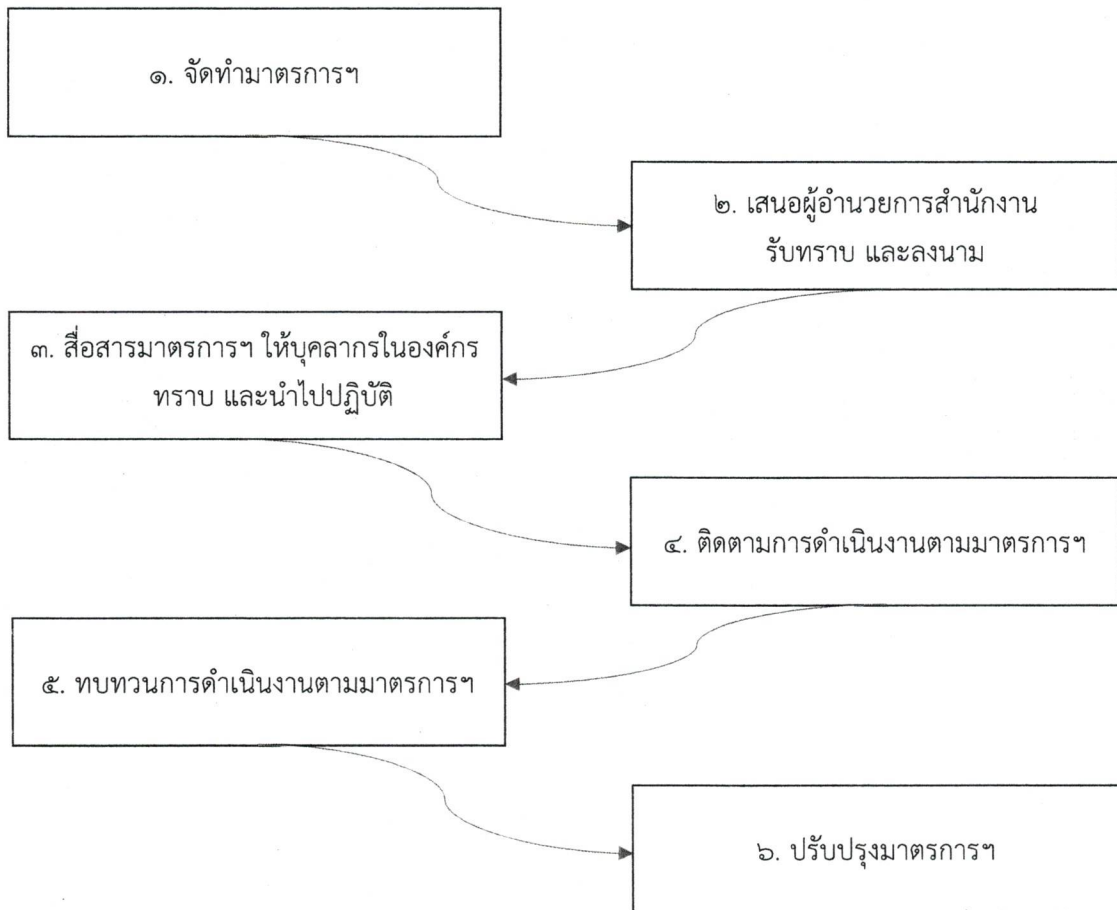 ๑. จัดทำมาตรการฯ
๒. เสนอผู้อำนวยการสำนักงาน
รับทราบ และลงนาม
๓. สื่อสารมาตรการฯ ให้บุคลากรในองค์กร
ทราบ และนำไปปฏิบัติ
๔. ติดตามการดำเนินงานตามมาตรการฯ
๕. ทบทวนการดำเนินงานตามมาตรการฯ
๖. ปรับปรุงมาตรการฯ